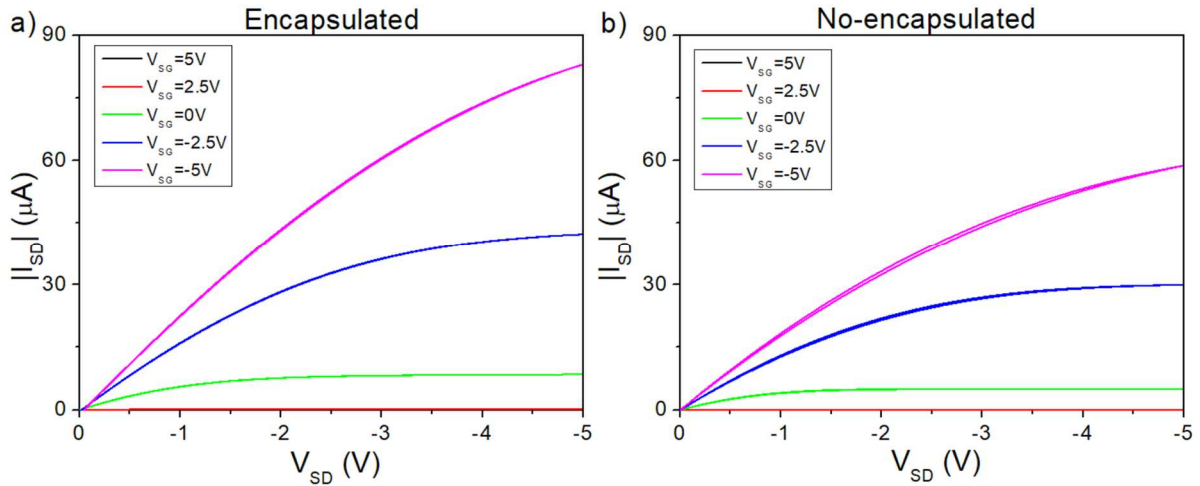 a)
Encapsulated
90
60
30
0
||I_SD| (μA)
V_SG=5V
V_SG=2.5V
V_SG=0V
V_SG=-2.5V
V_SG=-5V
0 -1 -2 -3 -4 -5
V_SD (V)
b)
No-encapsulated
90
60
30
0
||I_SD| (μA)
V_SG=5V
V_SG=2.5V
V_SG=0V
V_SG=-2.5V
V_SG=-5V
0 -1 -2 -3 -4 -5
V_SD (V)